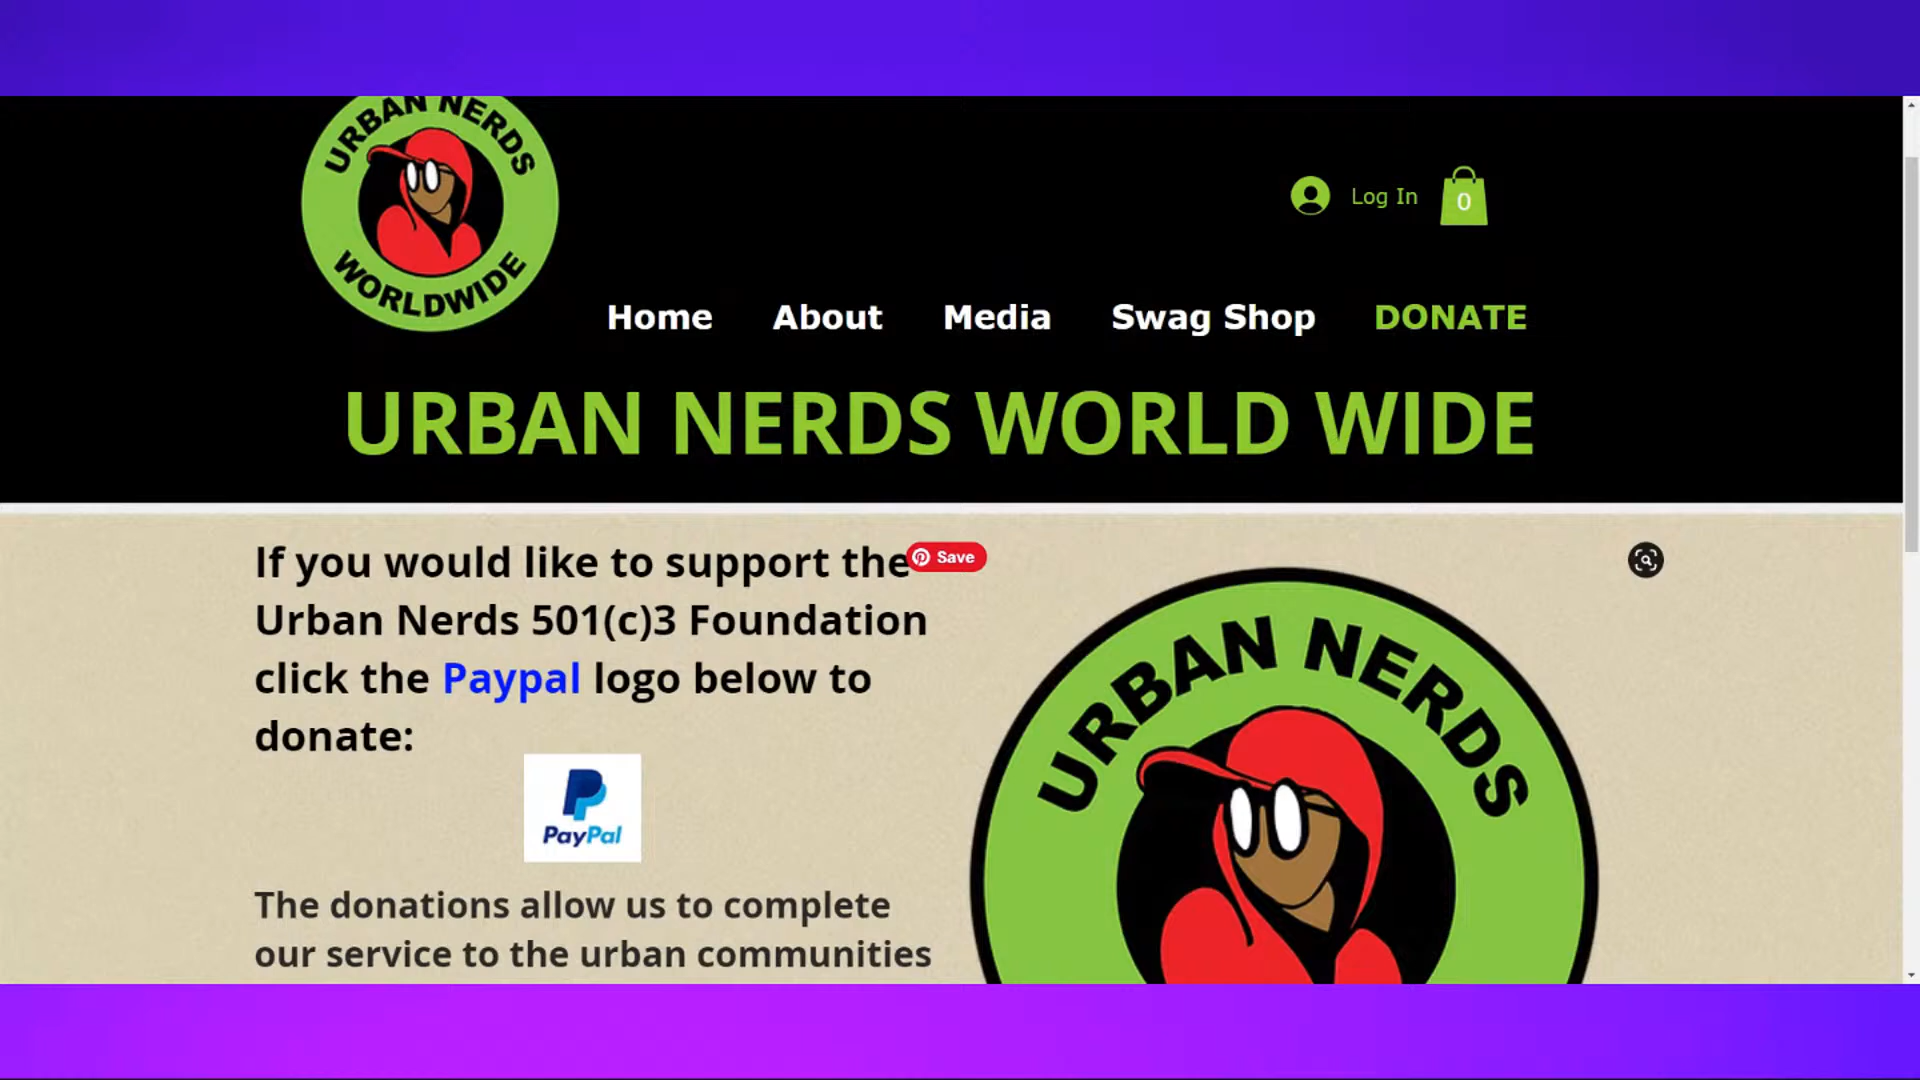 URBAN NERDS
WORLDWIDE
Log In
0
Home About Media Swag Shop DONATE
URBAN NERDS WORLD WIDE
If you would like to support the
Save
Urban Nerds 501(c)3 Foundation
click the Paypal logo below to
donate:
PayPal
The donations allow us to complete
our service to the urban communities
URBAN NERDS